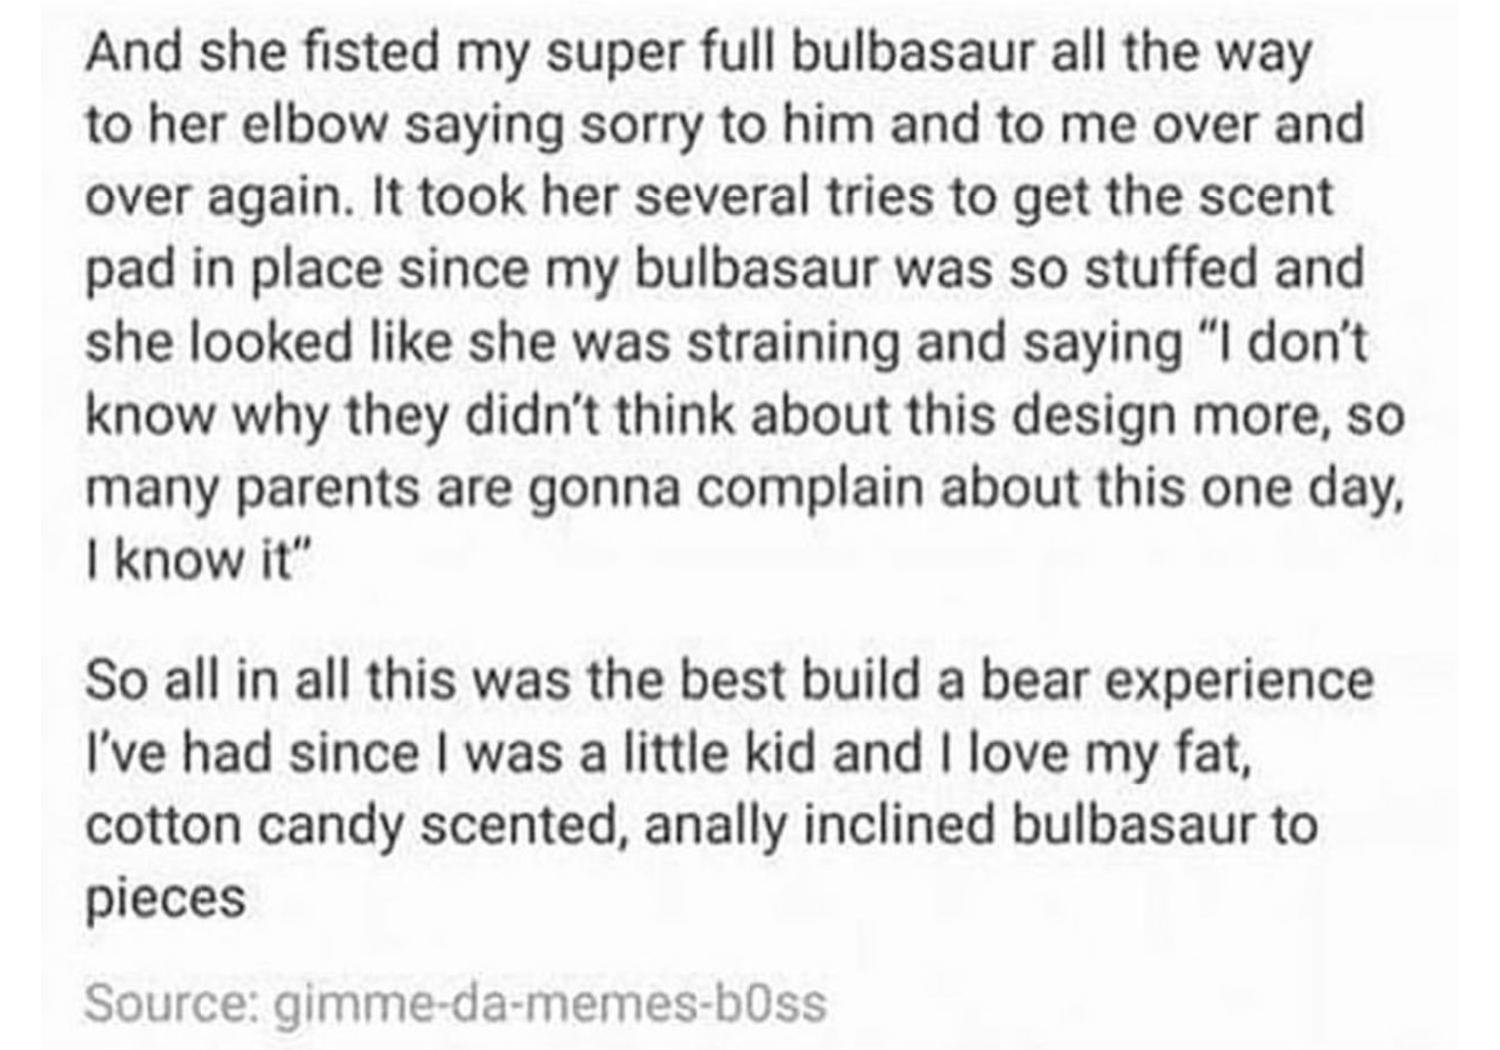 And she fisted my super full bulbasaur all the way
to her elbow saying sorry to him and to me over and
over again. It took her several tries to get the scent
pad in place since my bulbasaur was so stuffed and
she looked like she was straining and saying “I don’t
know why they didn’t think about this design more, so
many parents are gonna complain about this one day,
I know it”
So all in all this was the best build a bear experience
I’ve had since I was a little kid and I love my fat,
cotton candy scented, anally inclined bulbasaur to
pieces
Source: gimme-da-memes-b0ss